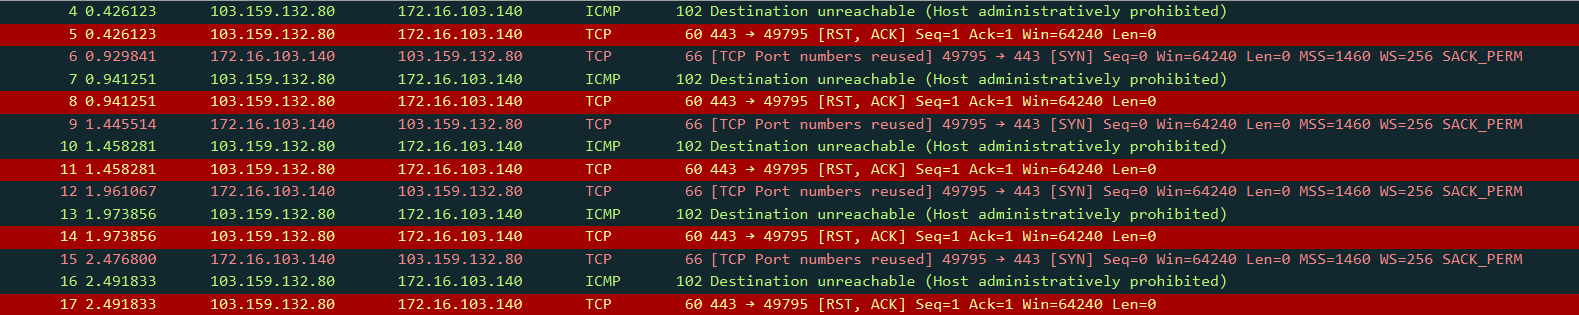 4 0.426123 103.159.132.80 172.16.103.140 ICMP 102 Destination unreachable (Host administratively prohibited)
5 0.426123 103.159.132.80 172.16.103.140 TCP 60 443 → 49795 [RST, ACK] Seq=1 Ack=1 Win=64240 Len=0
6 0.929841 172.16.103.140 103.159.132.80 TCP 66 [TCP Port numbers reused] 49795 → 443 [SYN] Seq=0 Win=64240 Len=0 MSS=1460 WS=256 SACK_PERM
7 0.941251 103.159.132.80 172.16.103.140 ICMP 102 Destination unreachable (Host administratively prohibited)
8 0.941251 103.159.132.80 172.16.103.140 TCP 60 443 → 49795 [RST, ACK] Seq=1 Ack=1 Win=64240 Len=0
9 1.445514 172.16.103.140 103.159.132.80 TCP 66 [TCP Port numbers reused] 49795 → 443 [SYN] Seq=0 Win=64240 Len=0 MSS=1460 WS=256 SACK_PERM
10 1.458281 103.159.132.80 172.16.103.140 ICMP 102 Destination unreachable (Host administratively prohibited)
11 1.458281 103.159.132.80 172.16.103.140 TCP 60 443 → 49795 [RST, ACK] Seq=1 Ack=1 Win=64240 Len=0
12 1.961067 172.16.103.140 103.159.132.80 TCP 66 [TCP Port numbers reused] 49795 → 443 [SYN] Seq=0 Win=64240 Len=0 MSS=1460 WS=256 SACK_PERM
13 1.973856 103.159.132.80 172.16.103.140 ICMP 102 Destination unreachable (Host administratively prohibited)
14 1.973856 103.159.132.80 172.16.103.140 TCP 60 443 → 49795 [RST, ACK] Seq=1 Ack=1 Win=64240 Len=0
15 2.476800 172.16.103.140 103.159.132.80 TCP 66 [TCP Port numbers reused] 49795 → 443 [SYN] Seq=0 Win=64240 Len=0 MSS=1460 WS=256 SACK_PERM
16 2.491833 103.159.132.80 172.16.103.140 ICMP 102 Destination unreachable (Host administratively prohibited)
17 2.491833 103.159.132.80 172.16.103.140 TCP 60 443 → 49795 [RST, ACK] Seq=1 Ack=1 Win=64240 Len=0